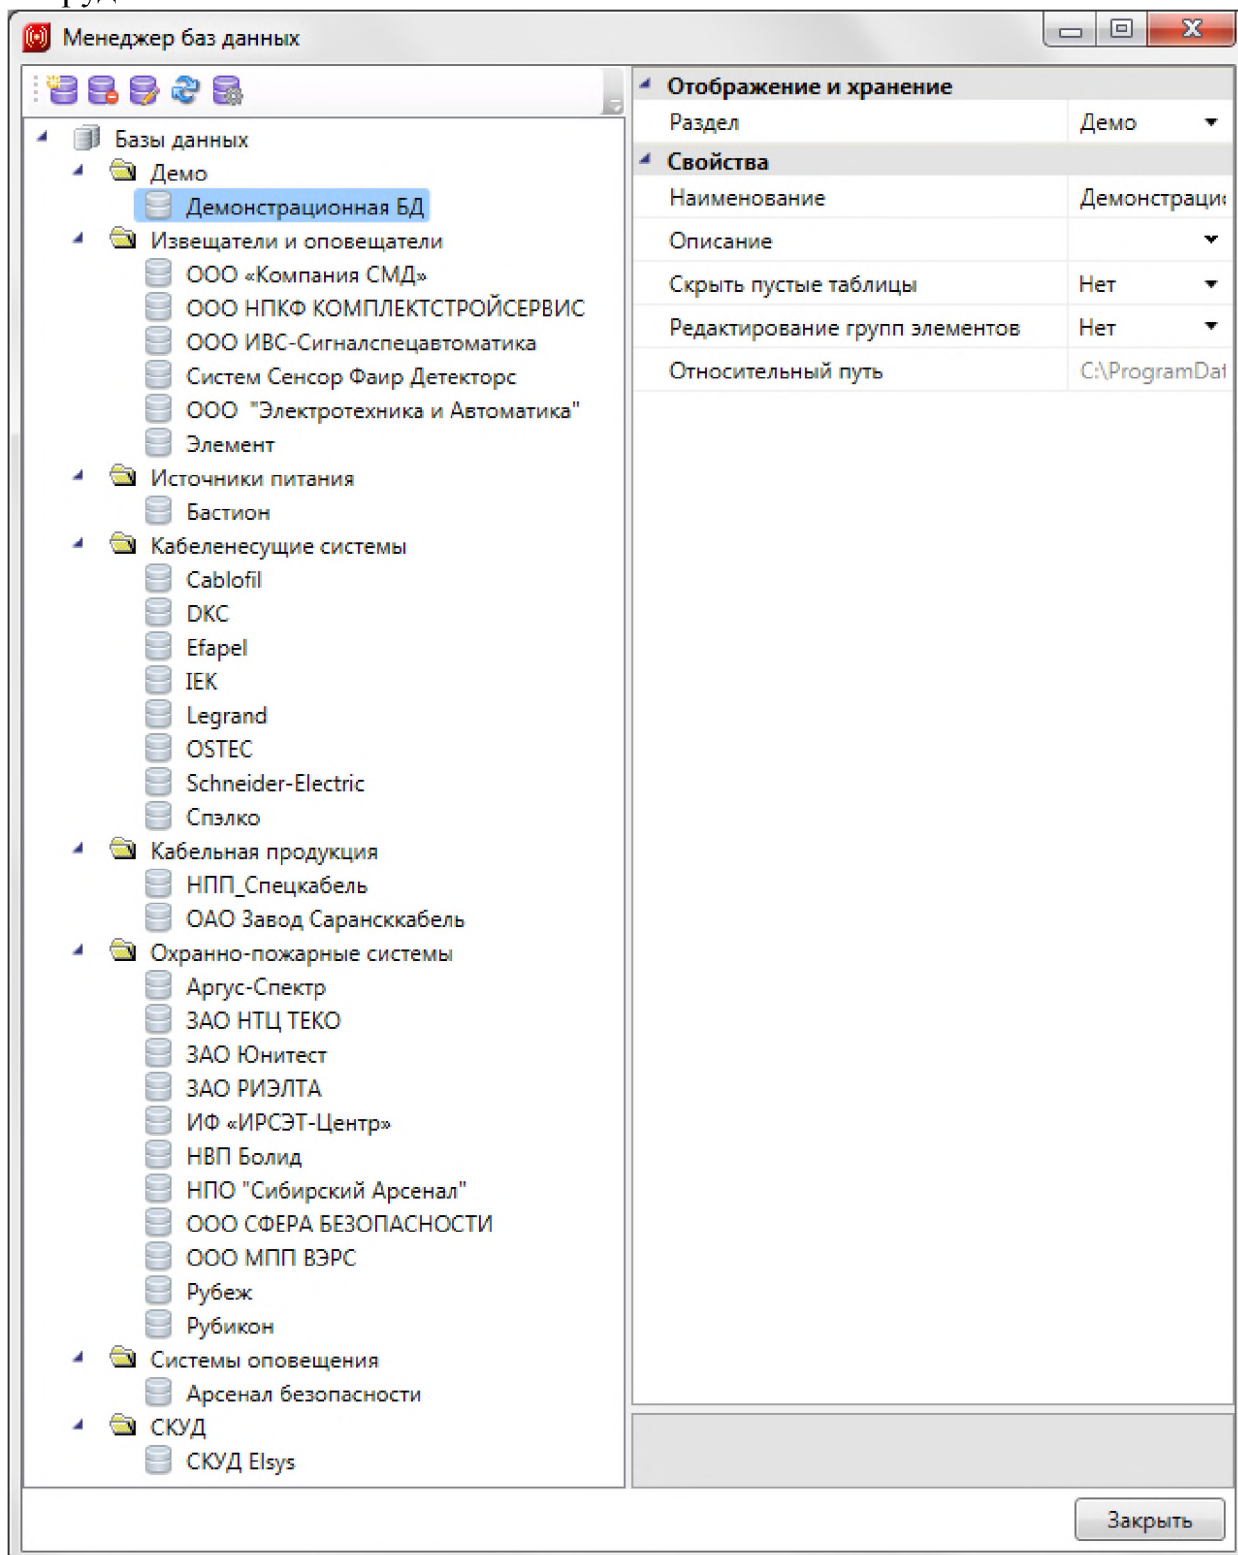 Менеджер баз данных
Базы данных
Демо
Демонстрационная БД
Извещатели и оповещатели
ООО «Компания СМД»
ООО НПКФ КОМПЛЕКТСТРОЙСЕРВИС
ООО ИВС-Сигналспецавтоматика
Систем Сенсор Фаир Детекторс
ООО "Электротехника и Автоматика"
Элемент
Источники питания
Бастион
Кабеленесущие системы
Cablofil
DKC
Efapel
IEK
Legrand
OSTEC
Schneider-Electric
Спэлко
Кабельная продукция
НПП_Спецкабель
ОАО Завод Сарансккабель
Охранно-пожарные системы
Аргус-Спектр
ЗАО НТЦ ТЕКО
ЗАО Юнитест
ЗАО РИЭЛТА
ИФ «ИРСЭТ-Центр»
НВП Болид
НПО "Сибирский Арсенал"
ООО СФЕРА БЕЗОПАСНОСТИ
ООО МПП ВЭРС
Рубеж
Рубикон
Системы оповещения
Арсенал безопасности
СКУД
СКУД Elsys
Отображение и хранение
Раздел Демо
Свойства
Наименование Демонстрацио
Описание
Скрыть пустые таблицы Нет
Редактирование групп элементов Нет
Относительный путь C:\ProgramDat
Закрыть